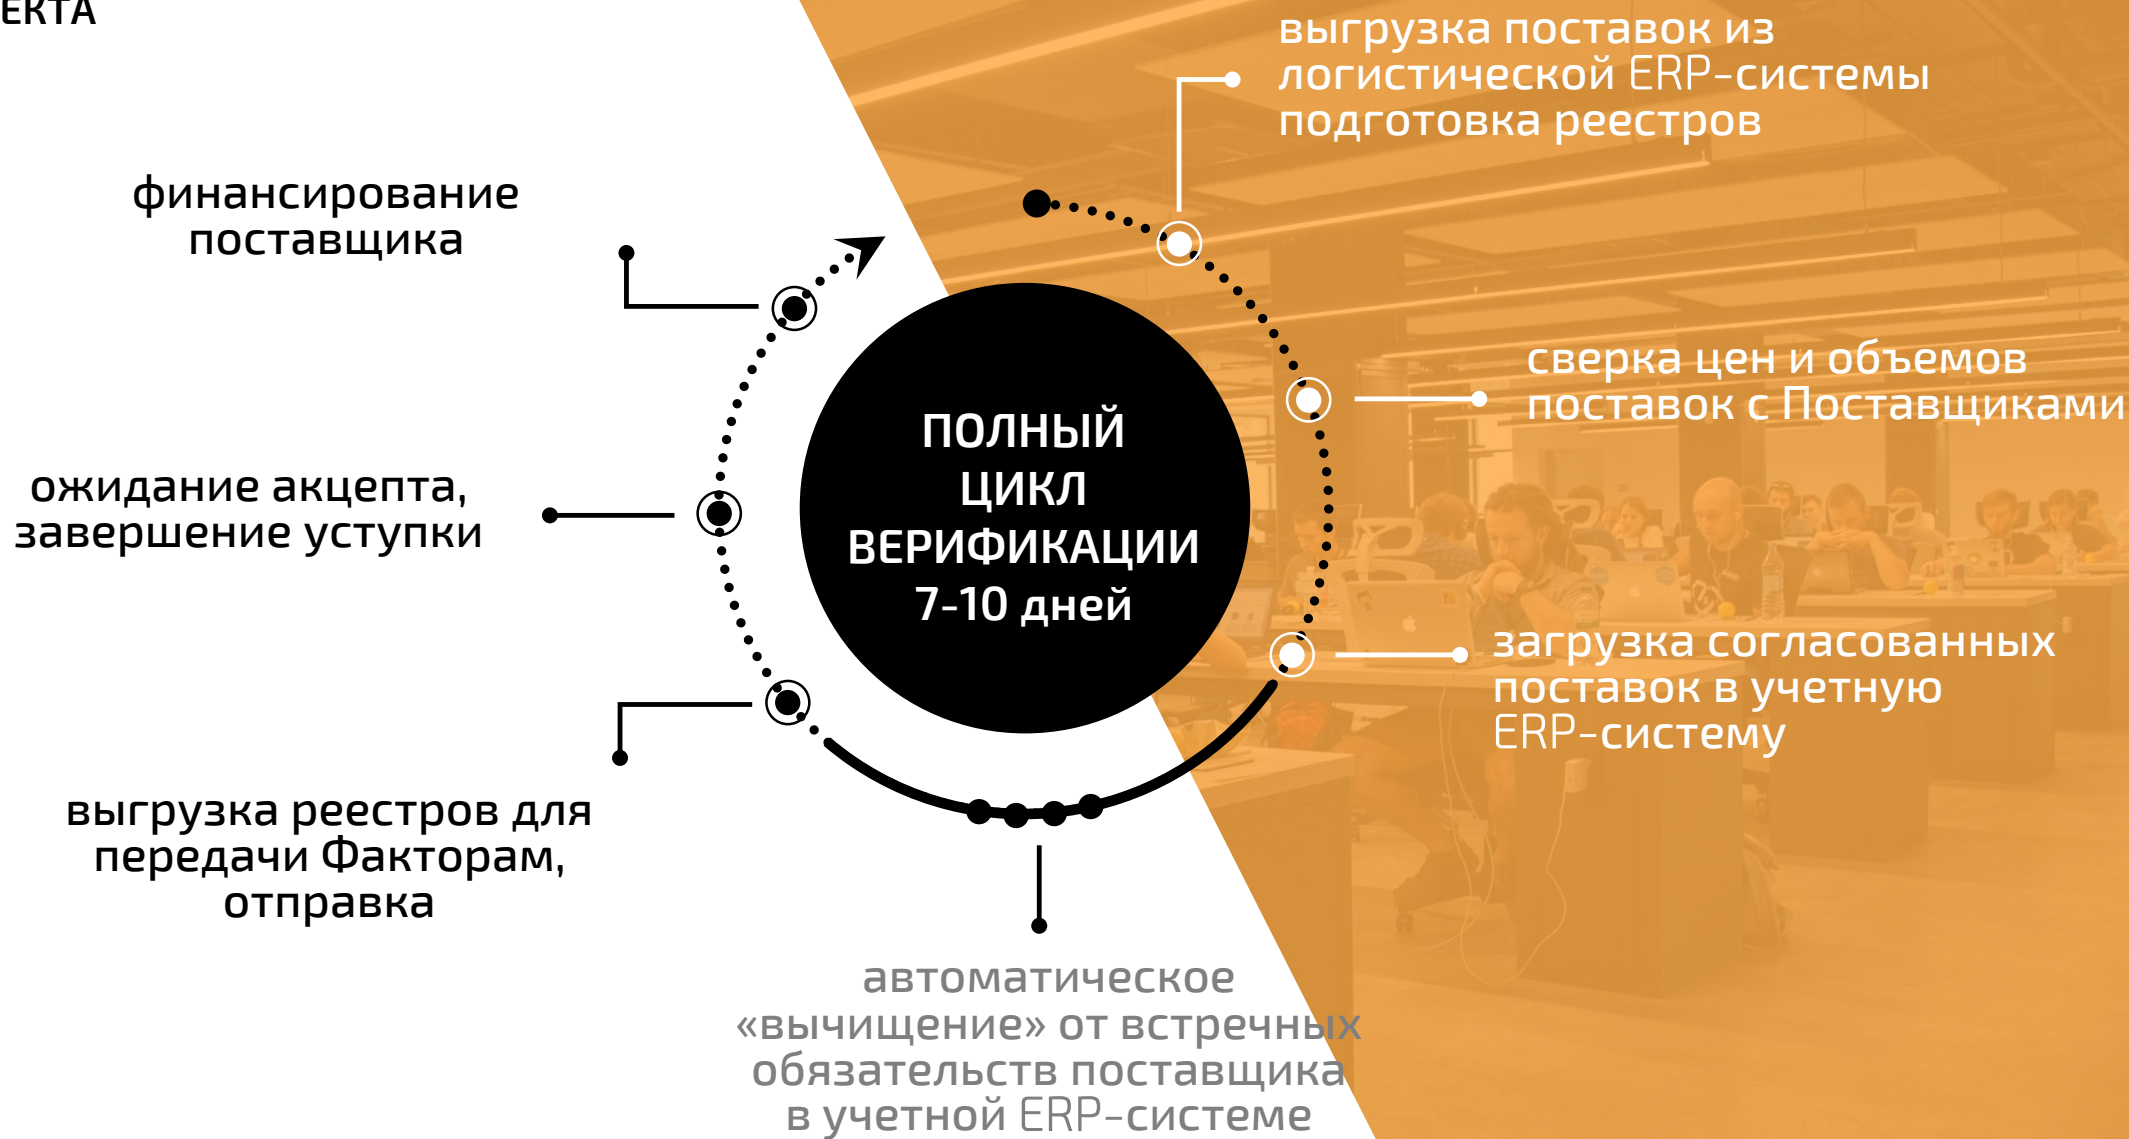 выгрузка поставок из
логистической ERP-системы
подготовка реестров
сверка цен и объемов
поставок с Поставщиками
загрузка согласованных
поставок в учетную
ERP-систему
автоматическое
«вычищение» от встречных
обязательств поставщика
в учетной ERP-системе
выгрузка реестров для
передачи Факторам,
отправка
ожидание акцепта,
завершение уступки
финансирование
поставщика
ПОЛНЫЙ
ЦИКЛ
ВЕРИФИКАЦИИ
7-10 дней